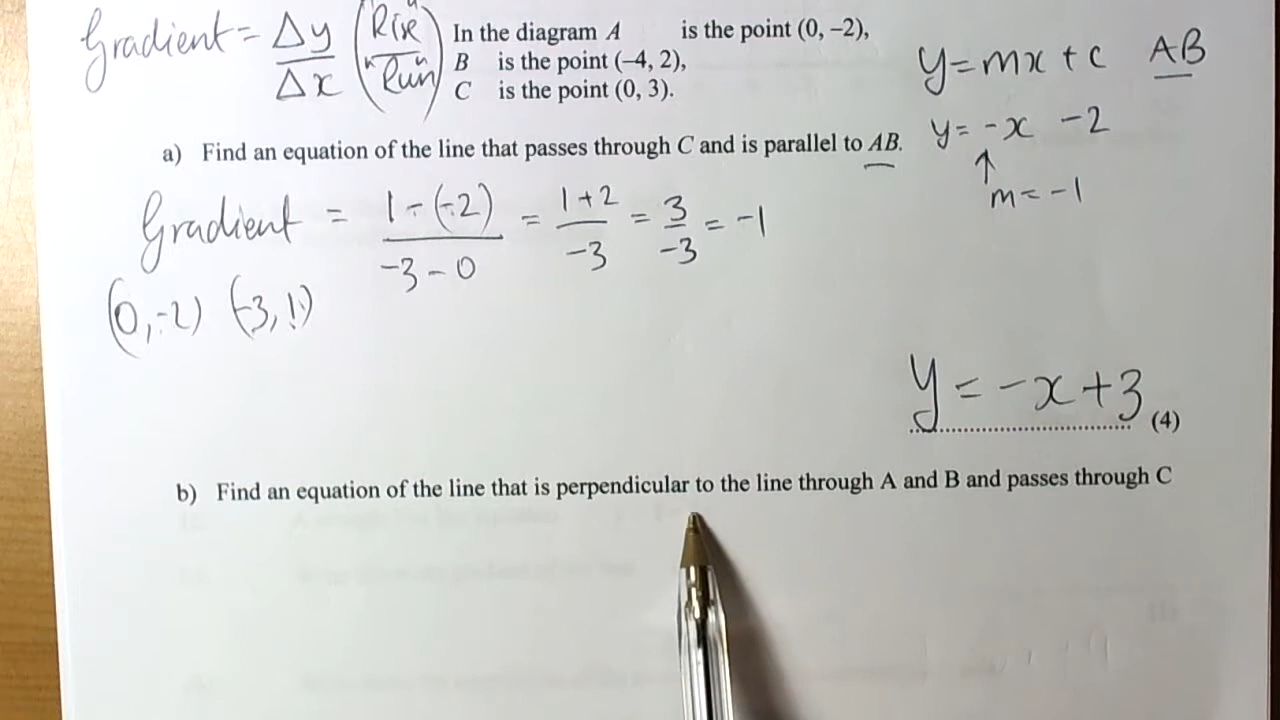 Gradient = Δy / Δx ("Rise" / "Run")
In the diagram A is the point (0, –2),
B is the point (–4, 2),
C is the point (0, 3).
y = mx + c AB
a) Find an equation of the line that passes through C and is parallel to AB.
y = -x -2
↑
m = -1
Gradient = 1 - (-2) / -3 - 0 = 1 + 2 / -3 = 3 / -3 = -1
(0, -2) (-3, 1)
y = -x + 3
(4)
b) Find an equation of the line that is perpendicular to the line through A and B and passes through C